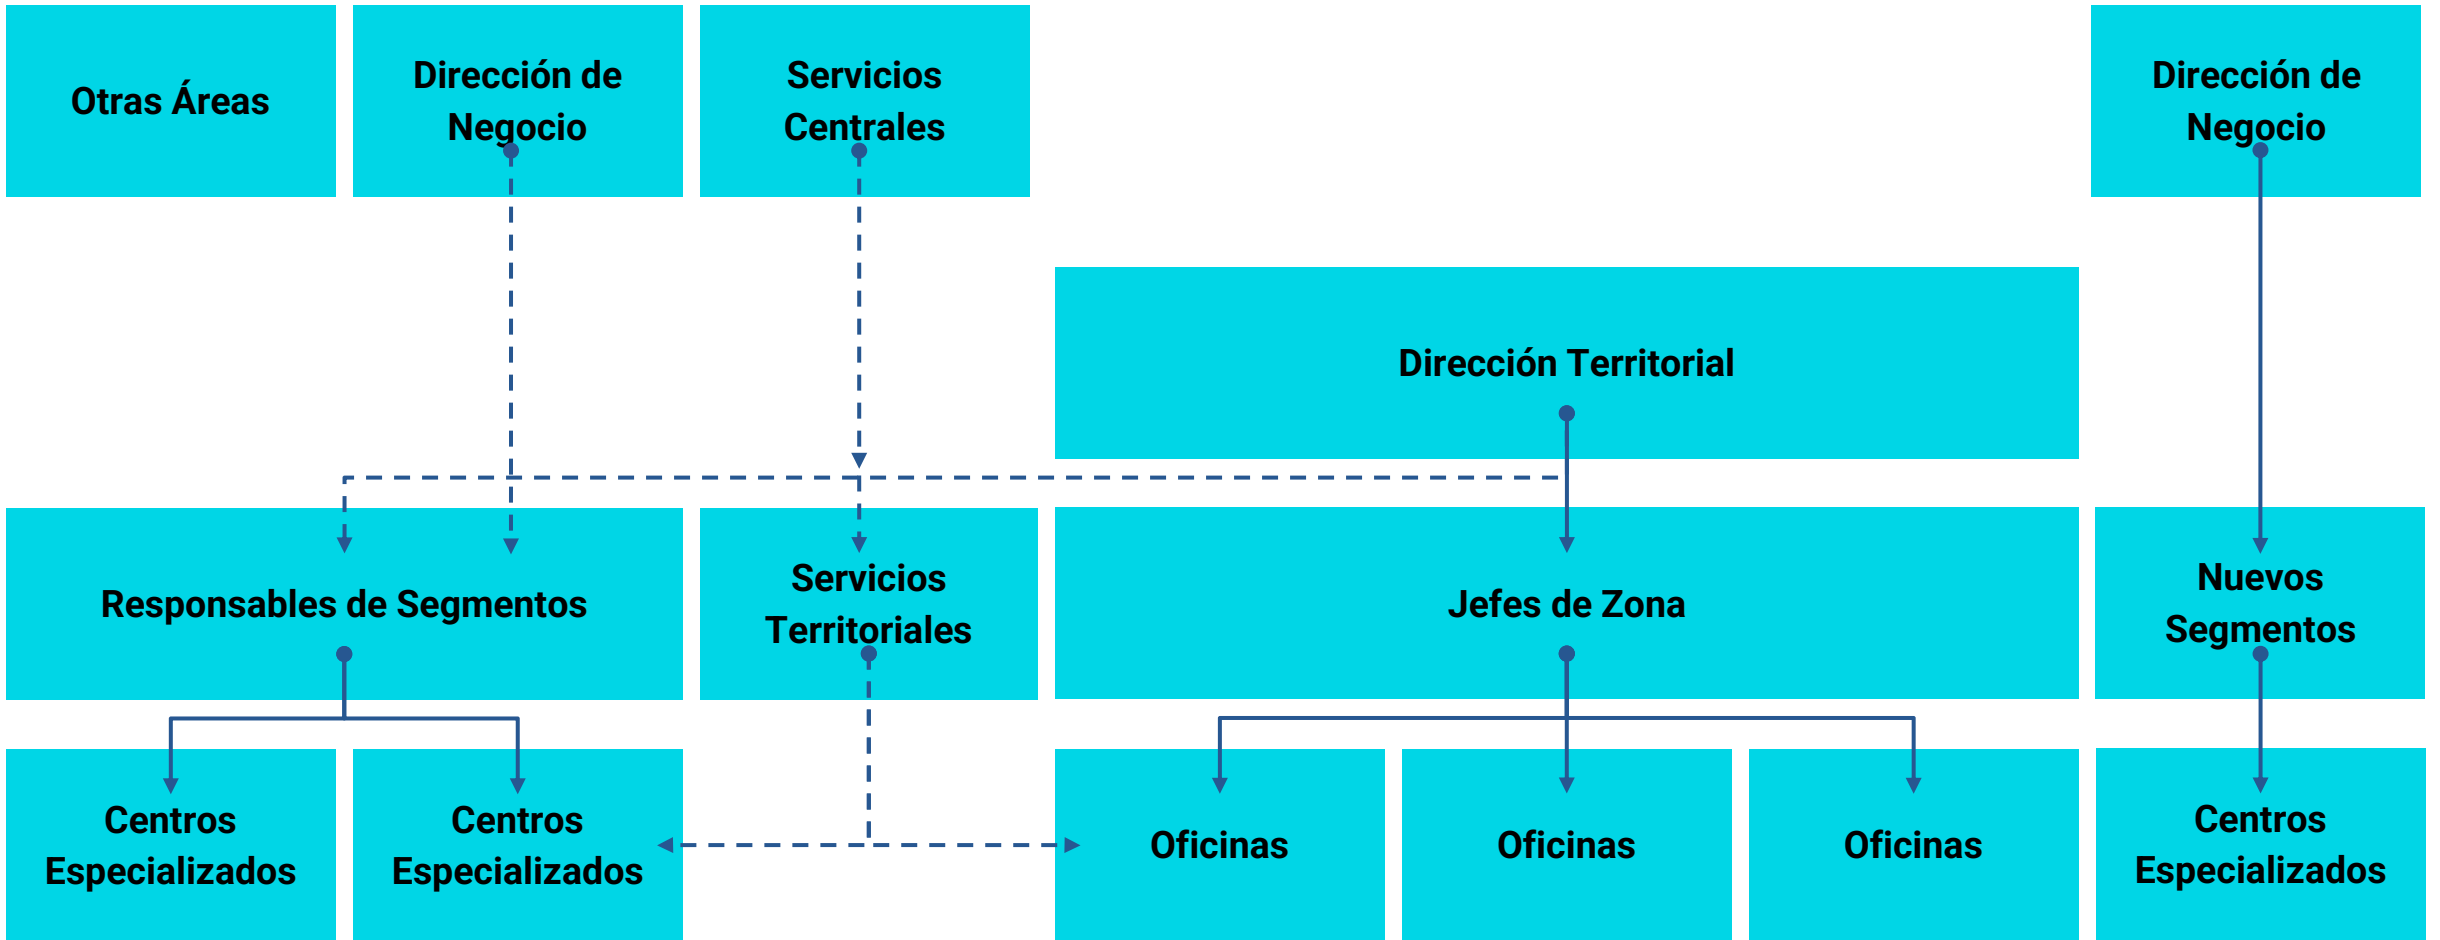 Otras Áreas
Dirección de
Negocio
Servicios
Centrales
Dirección de
Negocio
Dirección Territorial
Responsables de Segmentos
Servicios
Territoriales
Jefes de Zona
Nuevos
Segmentos
Centros
Especializados
Centros
Especializados
Oficinas
Oficinas
Oficinas
Centros
Especializados